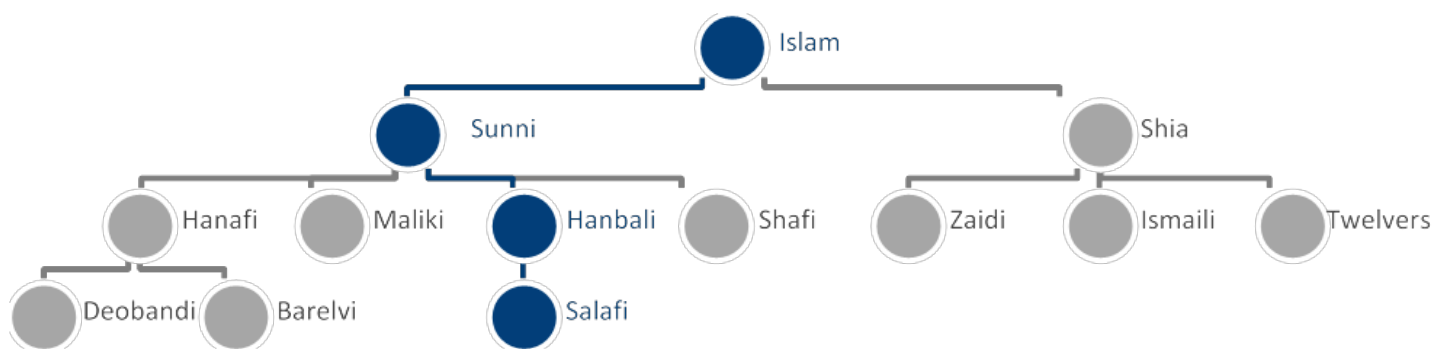 Islam
Sunni
Shia
Hanafi
Maliki
Hanbali
Shafi
Zaidi
Ismaili
Twelvers
Deobandi
Barelvi
Salafi